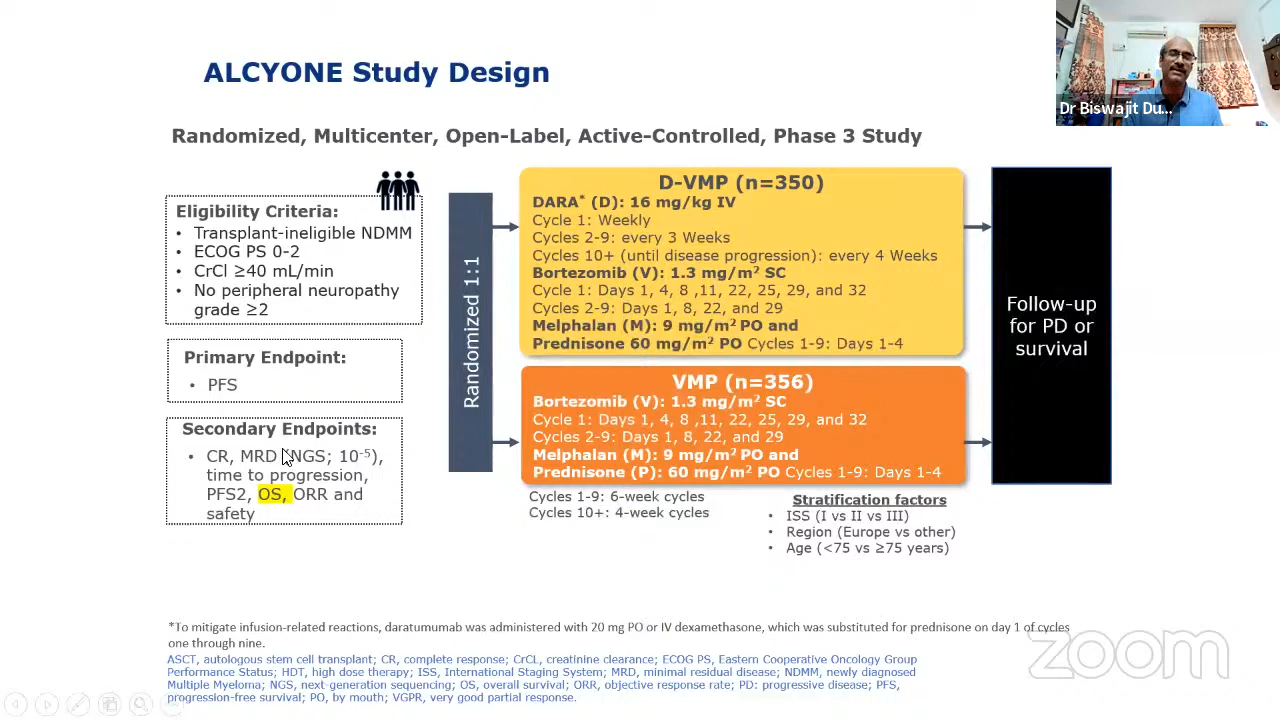 ALCYONE Study Design
Dr Biswajit Du...
Randomized, Multicenter, Open-Label, Active-Controlled, Phase 3 Study
Eligibility Criteria:
• Transplant-ineligible NDMM
• ECOG PS 0-2
• CrCl ≥40 mL/min
• No peripheral neuropathy
grade ≥2
Primary Endpoint:
• PFS
Secondary Endpoints:
• CR, MRD (NGS; 10⁻⁵),
time to progression,
PFS2, OS, ORR and
safety
Randomized 1:1
D-VMP (n=350)
DARA* (D): 16 mg/kg IV
Cycle 1: Weekly
Cycles 2-9: every 3 Weeks
Cycles 10+ (until disease progression): every 4 Weeks
Bortezomib (V): 1.3 mg/m² SC
Cycle 1: Days 1, 4, 8 ,11, 22, 25, 29, and 32
Cycles 2-9: Days 1, 8, 22, and 29
Melphalan (M): 9 mg/m² PO and
Prednisone 60 mg/m² PO Cycles 1-9: Days 1-4
VMP (n=356)
Bortezomib (V): 1.3 mg/m² SC
Cycle 1: Days 1, 4, 8 ,11, 22, 25, 29, and 32
Cycles 2-9: Days 1, 8, 22, and 29
Melphalan (M): 9 mg/m² PO and
Prednisone (P): 60 mg/m² PO Cycles 1-9: Days 1-4
Follow-up
for PD or
survival
Cycles 1-9: 6-week cycles
Cycles 10+: 4-week cycles
Stratification factors
• ISS (I vs II vs III)
• Region (Europe vs other)
• Age (<75 vs ≥75 years)
*To mitigate infusion-related reactions, daratumumab was administered with 20 mg PO or IV dexamethasone, which was substituted for prednisone on day 1 of cycles
one through nine.
ASCT, autologous stem cell transplant; CR, complete response; CrCL, creatinine clearance; ECOG PS, Eastern Cooperative Oncology Group
Performance Status; HDT, high dose therapy; ISS, International Staging System; MRD, minimal residual disease; NDMM, newly diagnosed
Multiple Myeloma; NGS, next-generation sequencing; OS, overall survival; ORR, objective response rate; PD: progressive disease; PFS,
progression-free survival; PO, by mouth; VGPR, very good partial response.
zoom